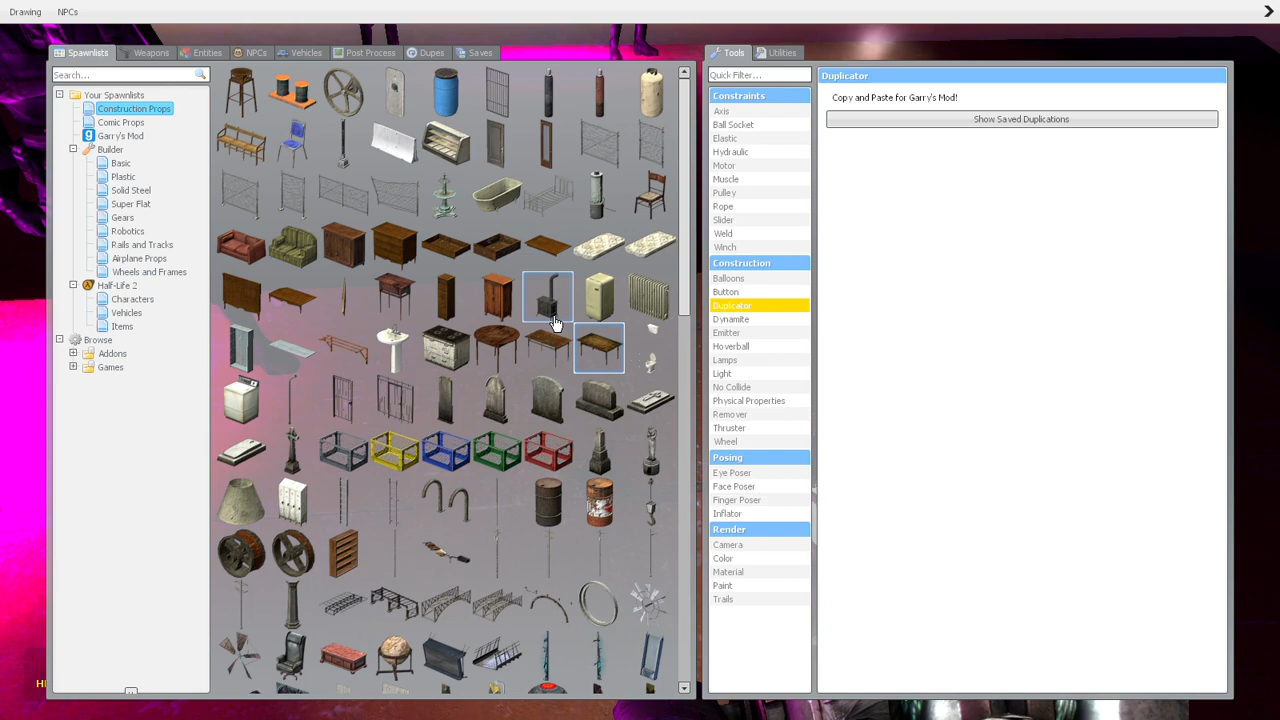 Drawing NPCs
Spawnlists Weapons Entities NPCs Vehicles Post Process Dupes Saves
Search...
Your Spawnlists
Construction Props
Comic Props
Garry's Mod
Builder
Basic
Plastic
Solid Steel
Super Flat
Gears
Robotics
Rails and Tracks
Airplane Props
Wheels and Frames
Half-Life 2
Characters
Vehicles
Items
Browse
Addons
Games
Tools Utilities
Quick Filter...
Constraints
Axis
Ball Socket
Elastic
Hydraulic
Motor
Muscle
Pulley
Rope
Slider
Weld
Winch
Construction
Balloons
Button
Duplicator
Dynamite
Emitter
Hoverball
Lamps
Light
No Collide
Physical Properties
Remover
Thruster
Wheel
Posing
Eye Poser
Face Poser
Finger Poser
Inflator
Render
Camera
Color
Material
Paint
Trails
Duplicator
Copy and Paste for Garry's Mod!
Show Saved Duplications